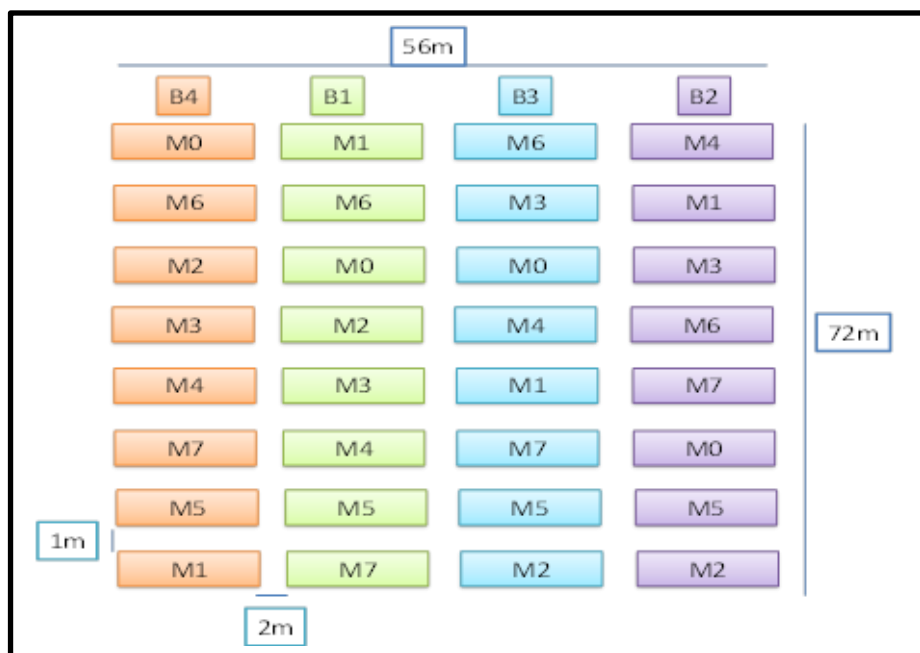 56m
B4 B1 B3 B2
M0 M1 M6 M4
M6 M6 M3 M1
M2 M0 M0 M3
M3 M2 M4 M6
72m
M4 M3 M1 M7
M7 M4 M7 M0
M5 M5 M5 M5
1m
M1 M7 M2 M2
2m